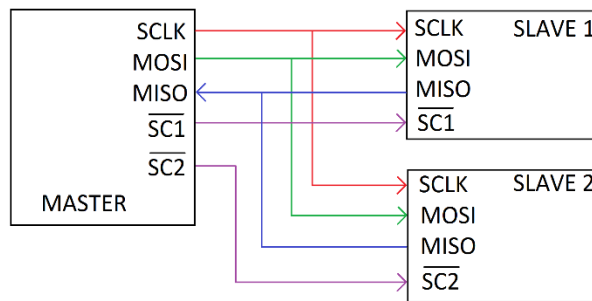 SCLK
MOSI
MISO
SC1
SC2
MASTER
SCLK SLAVE 1
MOSI
MISO
SC1
SCLK SLAVE 2
MOSI
MISO
SC2